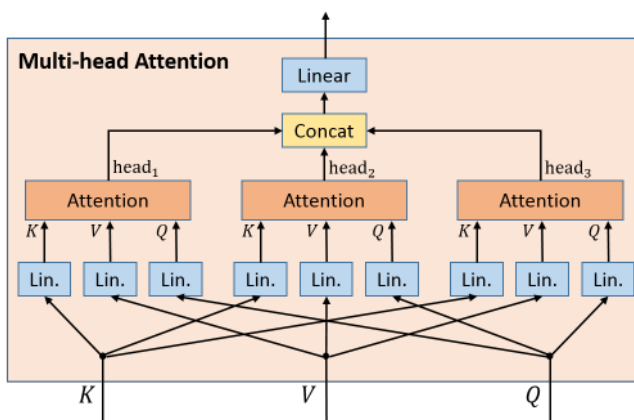 Multi-head Attention
Linear
Concat
head₁ head₂ head₃
Attention Attention Attention
K V Q K V Q K V Q
Lin. Lin. Lin. Lin. Lin. Lin. Lin. Lin. Lin.
K V Q